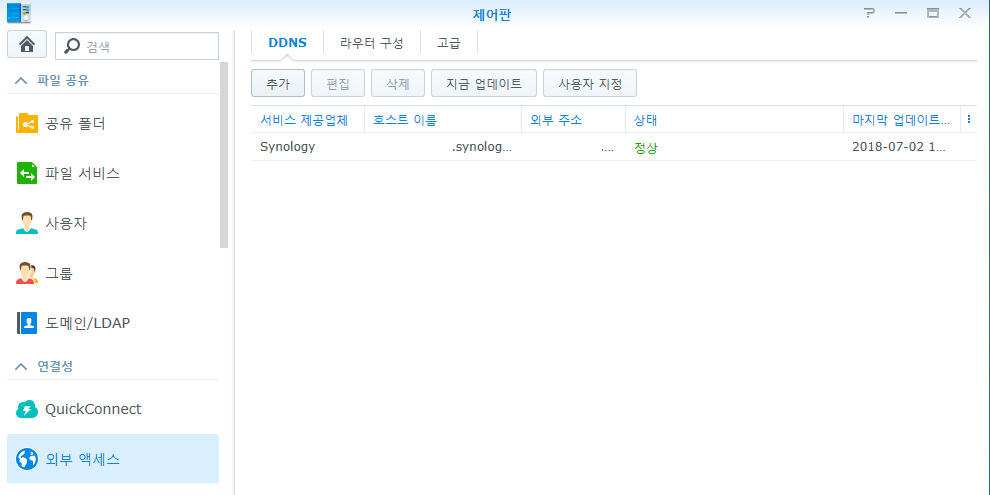 제어판
검색
파일 공유
공유 폴더
파일 서비스
사용자
그룹
도메인/LDAP
연결성
QuickConnect
외부 액세스
DDNS 라우터 구성 고급
추가 편집 삭제 지금 업데이트 사용자 지정
서비스 제공업체 호스트 이름 외부 주소 상태 마지막 업데이트...
Synology .synolog... .... 정상 2018-07-02 1...